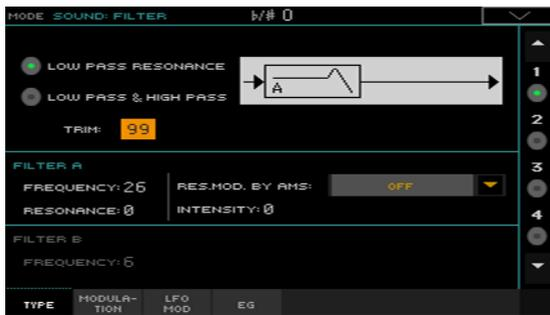 MODE SOUND: FILTER ♭/# 0
LOW PASS RESONANCE
LOW PASS & HIGH PASS
A
TRIM: 99
1
2
3
4
FILTER A
FREQUENCY: 26 RES.MOD. BY AMS: OFF
RESONANCE: 0 INTENSITY: 0
FILTER B
FREQUENCY: 6
TYPE MODULA-TION LFO MOD EG